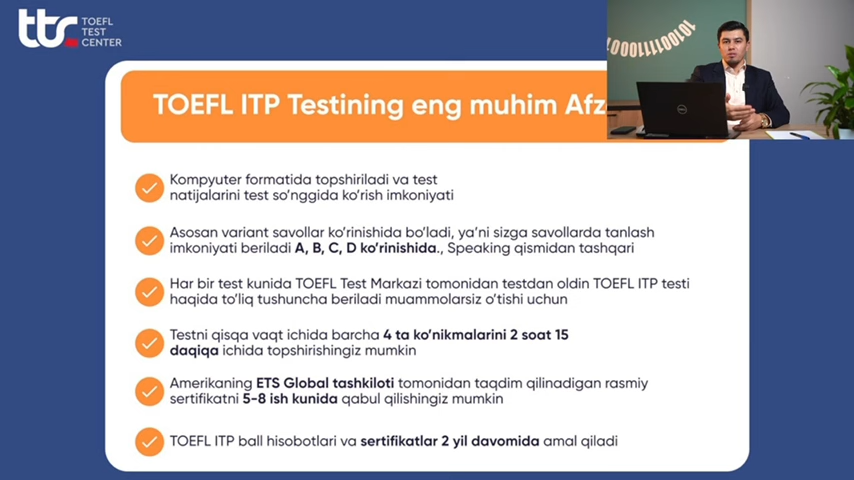 ttc TOEFL
TEST
CENTER
TOEFL ITP Testining eng muhim Afz
Kompyuter formatida topshiriladi va test
natijalarini test so‘nggida ko‘rish imkoniyati
Asosan variant savollar ko‘rinishida bo‘ladi, ya’ni sizga savollarda tanlash
imkoniyati beriladi A, B, C, D ko‘rinishida., Speaking qismidan tashqari
Har bir test kunida TOEFL Test Markazi tomonidan testdan oldin TOEFL ITP testi
haqida to‘liq tushuncha beriladi muammolarsiz o‘tishi uchun
Testni qisqa vaqt ichida barcha 4 ta ko‘nikmalarini 2 soat 15
daqiqa ichida topshirishingiz mumkin
Amerikaning ETS Global tashkiloti tomonidan taqdim qilinadigan rasmiy
sertifikatni 5-8 ish kunida qabul qilishingiz mumkin
TOEFL ITP ball hisobotlari va sertifikatlar 2 yil davomida amal qiladi